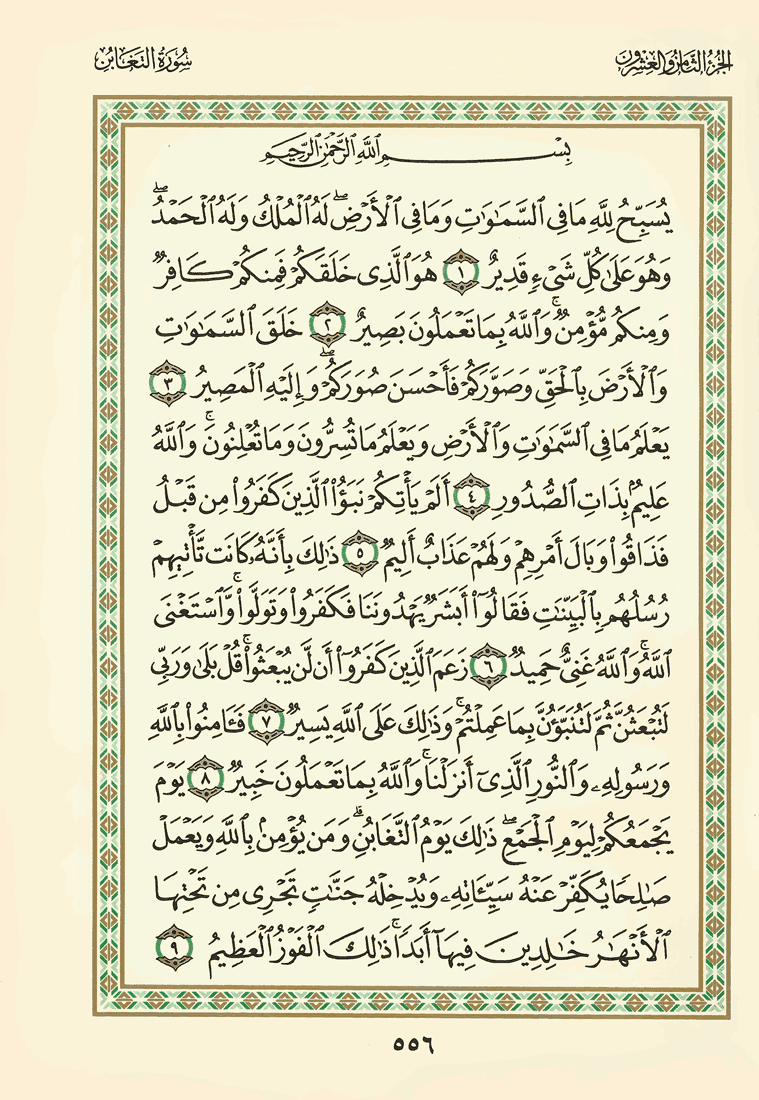 الجزء الثامن والعشرون
سورة التغابن
بِسْمِ ٱللَّهِ ٱلرَّحْمَٰنِ ٱلرَّحِيمِ
يُسَبِّحُ لِلَّهِ مَا فِى ٱلسَّمَٰوَٰتِ وَمَا فِى ٱلْأَرْضِ ۖ لَهُ ٱلْمُلْكُ وَلَهُ ٱلْحَمْدُ ۖ
وَهُوَ عَلَىٰ كُلِّ شَىْءٍ قَدِيرٌ ١ هُوَ ٱلَّذِى خَلَقَكُمْ فَمِنكُمْ كَافِرٌ
وَمِنكُم مُّؤْمِنٌ ۚ وَٱللَّهُ بِمَا تَعْمَلُونَ بَصِيرٌ ٢ خَلَقَ ٱلسَّمَٰوَٰتِ
وَٱلْأَرْضَ بِٱلْحَقِّ وَصَوَّرَكُمْ فَأَحْسَنَ صُوَرَكُمْ ۖ وَإِلَيْهِ ٱلْمَصِيرُ ٣
يَعْلَمُ مَا فِى ٱلسَّمَٰوَٰتِ وَٱلْأَرْضِ وَيَعْلَمُ مَا تُسِرُّونَ وَمَا تُعْلِنُونَ ۚ وَٱللَّهُ
عَلِيمٌۢ بِذَاتِ ٱلصُّدُورِ ٤ أَلَمْ يَأْتِكُمْ نَبَؤُا۟ ٱلَّذِينَ كَفَرُوا۟ مِن قَبْلُ
فَذَاقُوا۟ وَبَالَ أَمْرِهِمْ وَلَهُمْ عَذَابٌ أَلِيمٌ ٥ ذَٰلِكَ بِأَنَّهُۥ كَانَت تَّأْتِيهِمْ
رُسُلُهُم بِٱلْبَيِّنَٰتِ فَقَالُوٓا۟ أَبَشَرٌ يَهْدُونَنَا فَكَفَرُوا۟ وَتَوَلَّوا۟ ۚ وَّٱسْتَغْنَى
ٱللَّهُ ۚ وَٱللَّهُ غَنِىٌّ حَمِيدٌ ٦ زَعَمَ ٱلَّذِينَ كَفَرُوٓا۟ أَن لَّن يُبْعَثُوا۟ ۚ قُلْ بَلَىٰ وَرَبِّى
لَتُبْعَثُنَّ ثُمَّ لَتُنَبَّؤُنَّ بِمَا عَمِلْتُمْ ۚ وَذَٰلِكَ عَلَى ٱللَّهِ يَسِيرٌ ٧ فَـَٔامِنُوا۟ بِٱللَّهِ
وَرَسُولِهِۦ وَٱلنُّورِ ٱلَّذِىٓ أَنزَلْنَا ۚ وَٱللَّهُ بِمَا تَعْمَلُونَ خَبِيرٌ ٨ يَوْمَ
يَجْمَعُكُمْ لِيَوْمِ ٱلْجَمْعِ ۖ ذَٰلِكَ يَوْمُ ٱلتَّغَابُنِ ۗ وَمَن يُؤْمِنۢ بِٱللَّهِ وَيَعْمَلْ
صَٰلِحًا يُكَفِّرْ عَنْهُ سَيِّـَٔاتِهِۦ وَيُدْخِلْهُ جَنَّٰتٍ تَجْرِى مِن تَحْتِهَا
ٱلْأَنْهَٰرُ خَٰلِدِينَ فِيهَآ أَبَدًا ۚ ذَٰلِكَ ٱلْفَوْزُ ٱلْعَظِيمُ ٩
٥٥٦